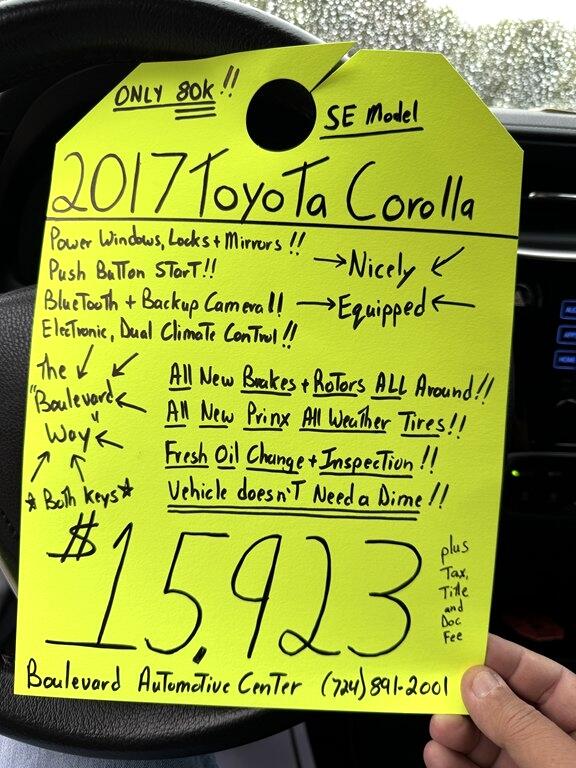 ONLY 80K!!
SE Model
2017 Toyota Corolla
Power Windows, Locks + Mirrors !!
Push Button Start!!
Bluetooth + Backup Camera!!
Electronic, Dual Climate Control!!
→ Nicely ↙
→ Equipped ←
The ↙ ↙
"Boulevard ←
Way" ←
↗ ↑
★ Both Keys ★
All New Brakes + Rotors ALL Around!!
All New Prinx All Weather Tires!!
Fresh Oil Change + Inspection!!
Vehicle doesn't Need a Dime!!
$15,923
plus
Tax,
Title
and
Doc
Fee
Boulevard Automotive Center (724)891-2001
HOME